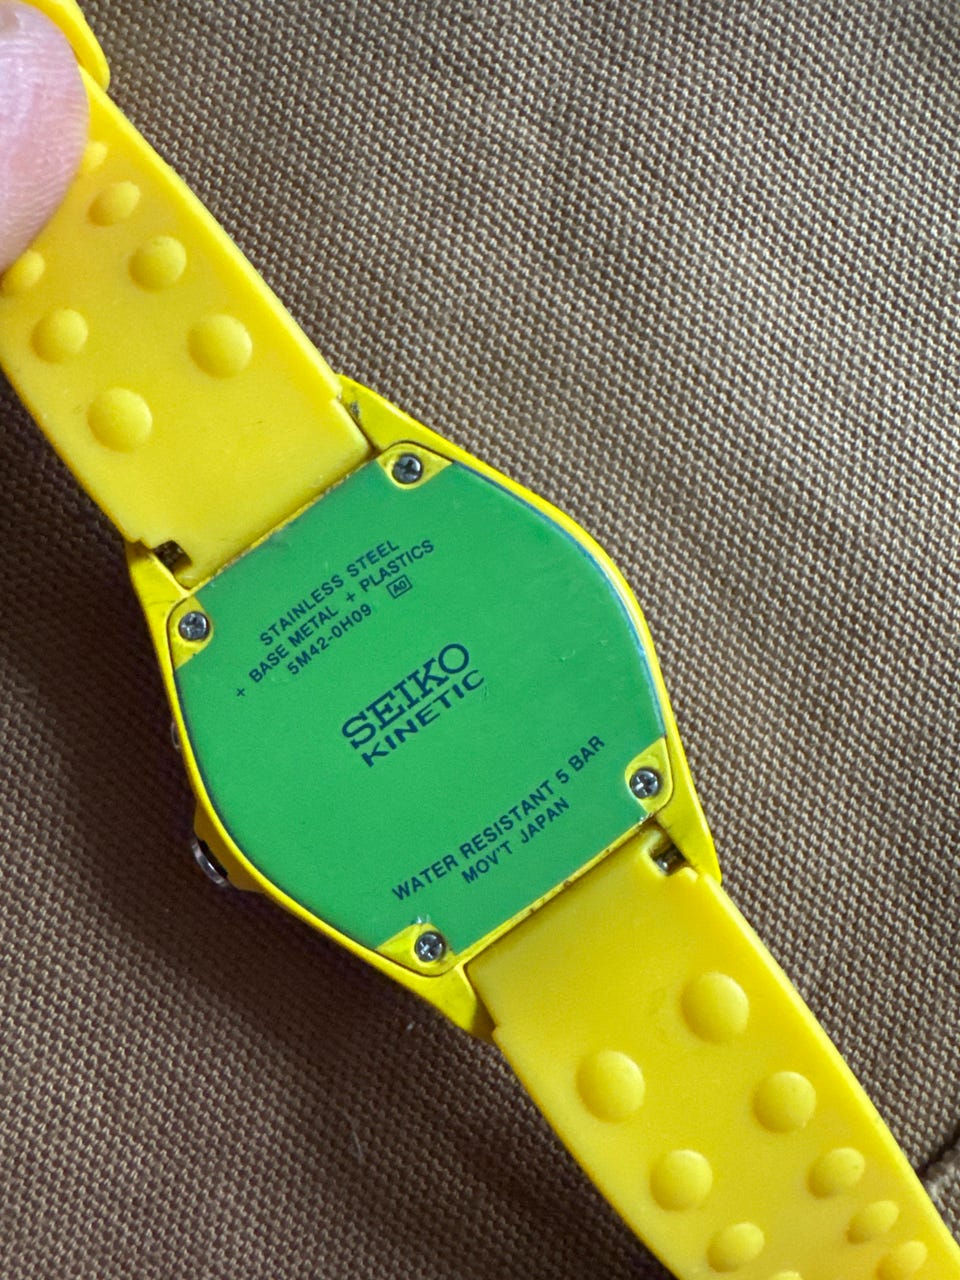 STAINLESS STEEL
+ BASE METAL + PLASTICS
5M42-0H09 A0
SEIKO
KINETIC
WATER RESISTANT 5 BAR
MOV'T JAPAN